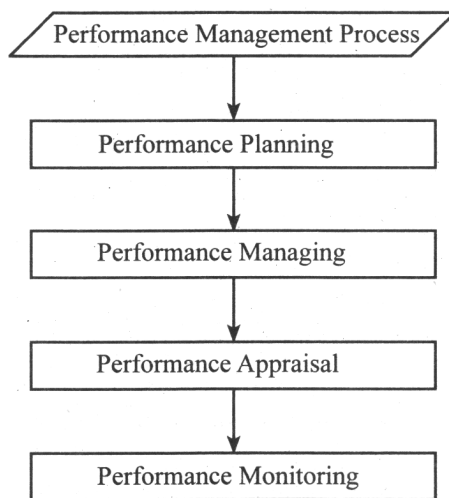 Performance Management Process
Performance Planning
Performance Managing
Performance Appraisal
Performance Monitoring